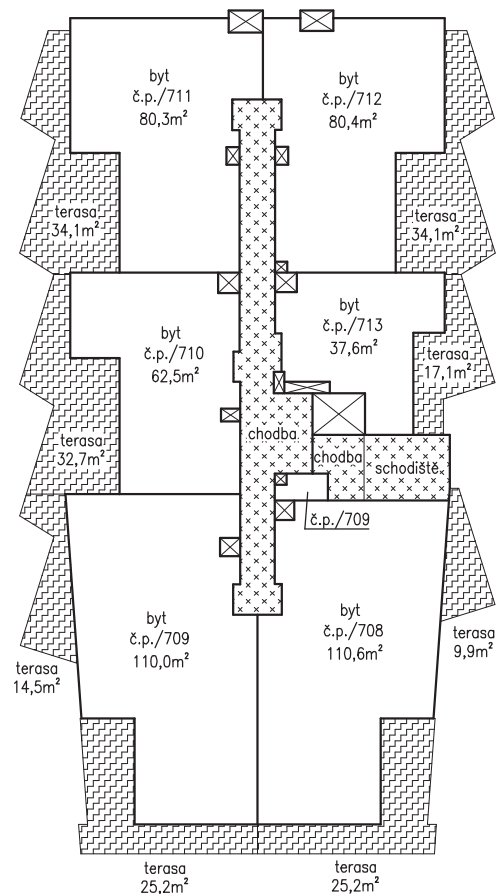 byt
č.p./711
80,3m²
byt
č.p./712
80,4m²
terasa
34,1m²
terasa
34,1m²
byt
č.p./710
62,5m²
byt
č.p./713
37,6m²
terasa
17,1m²
terasa
32,7m²
chodba
chodba
schodiště
č.p./709
byt
č.p./709
110,0m²
byt
č.p./708
110,6m²
terasa
14,5m²
terasa
9,9m²
terasa
25,2m²
terasa
25,2m²